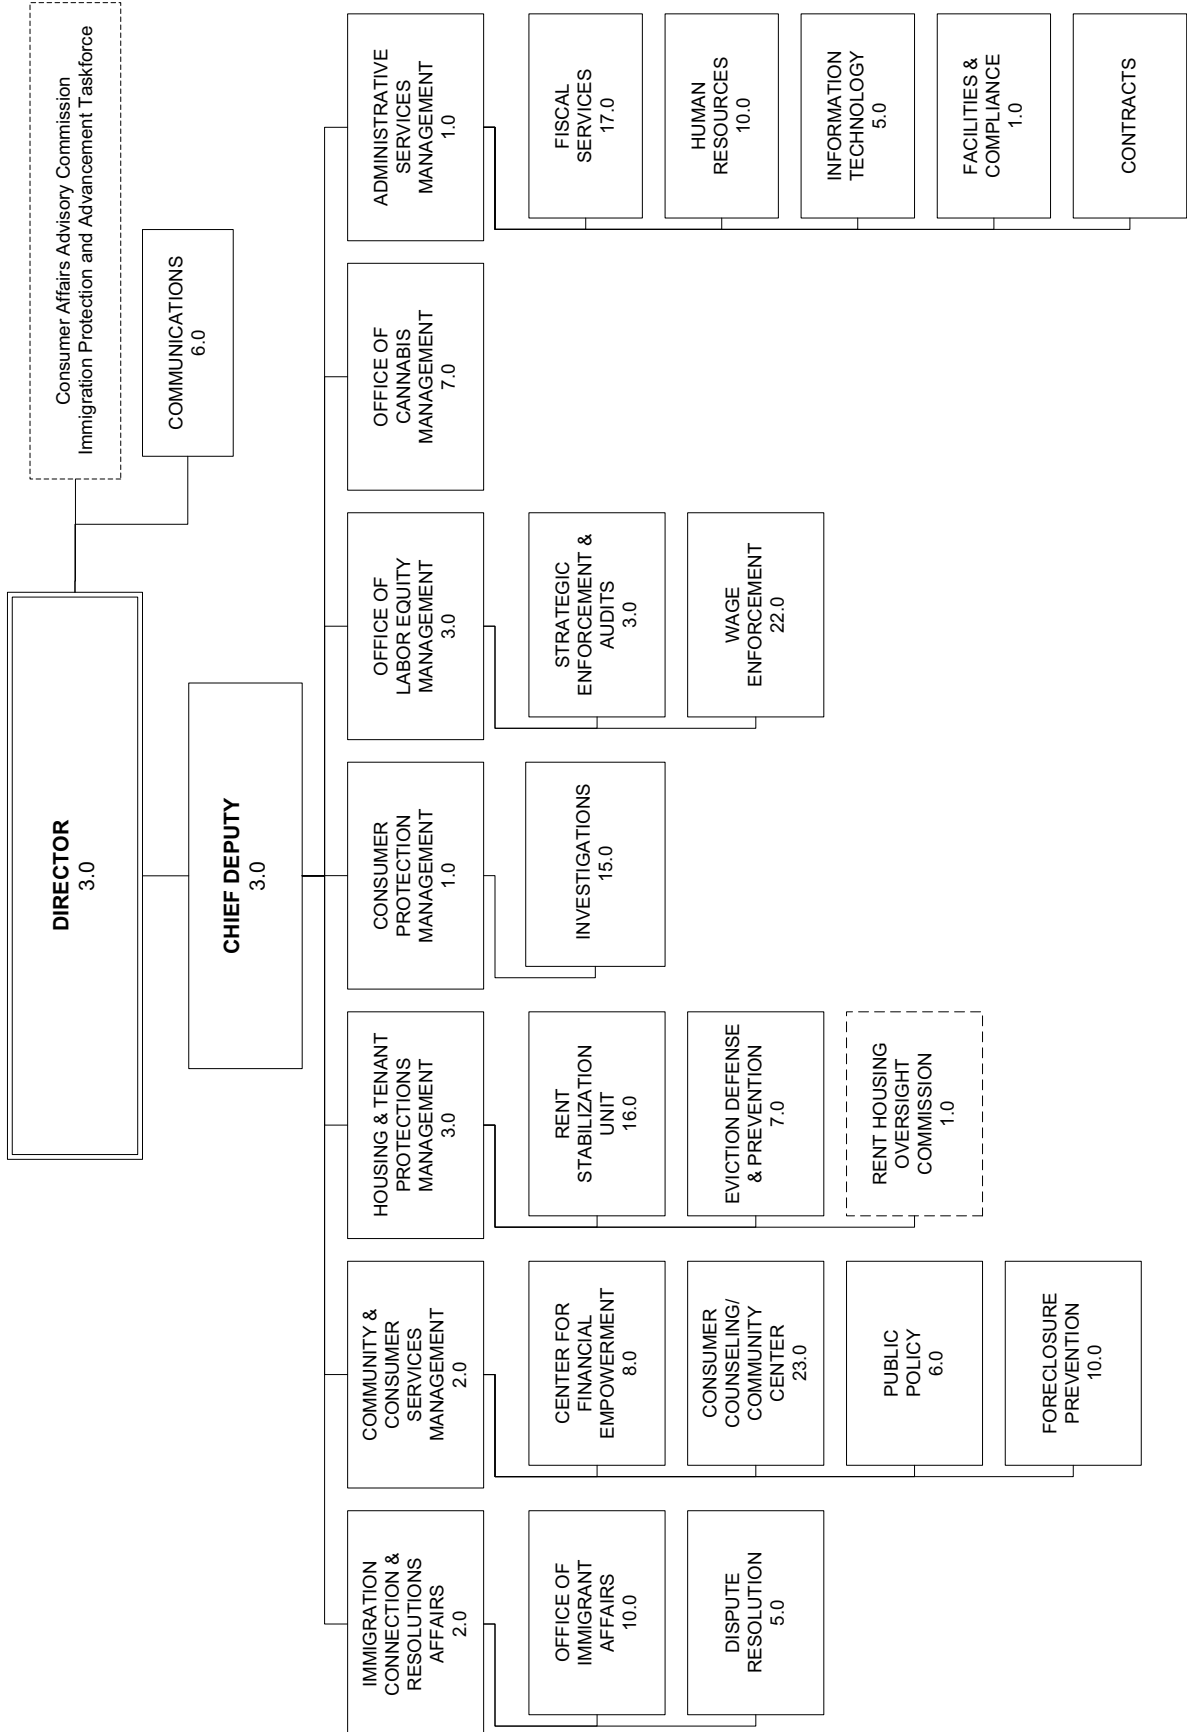 DIRECTOR
3.0
Consumer Affairs Advisory Commission
Immigration Protection and Advancement Taskforce
COMMUNICATIONS
6.0
CHIEF DEPUTY
3.0
IMMIGRATION
CONNECTION &
RESOLUTIONS
AFFAIRS
2.0
OFFICE OF
IMMIGRANT
AFFAIRS
10.0
DISPUTE
RESOLUTION
5.0
COMMUNITY &
CONSUMER
SERVICES
MANAGEMENT
2.0
CENTER FOR
FINANCIAL
EMPOWERMENT
8.0
CONSUMER
COUNSELING/
COMMUNITY
CENTER
23.0
PUBLIC
POLICY
6.0
FORECLOSURE
PREVENTION
10.0
HOUSING & TENANT
PROTECTIONS
MANAGEMENT
3.0
RENT
STABILIZATION
UNIT
16.0
EVICTION DEFENSE
& PREVENTION
7.0
RENT HOUSING
OVERSIGHT
COMMISSION
1.0
CONSUMER
PROTECTION
MANAGEMENT
1.0
INVESTIGATIONS
15.0
OFFICE OF
LABOR EQUITY
MANAGEMENT
3.0
STRATEGIC
ENFORCEMENT &
AUDITS
3.0
WAGE
ENFORCEMENT
22.0
OFFICE OF
CANNABIS
MANAGEMENT
7.0
ADMINISTRATIVE
SERVICES
MANAGEMENT
1.0
FISCAL
SERVICES
17.0
HUMAN
RESOURCES
10.0
INFORMATION
TECHNOLOGY
5.0
FACILITIES &
COMPLIANCE
1.0
CONTRACTS